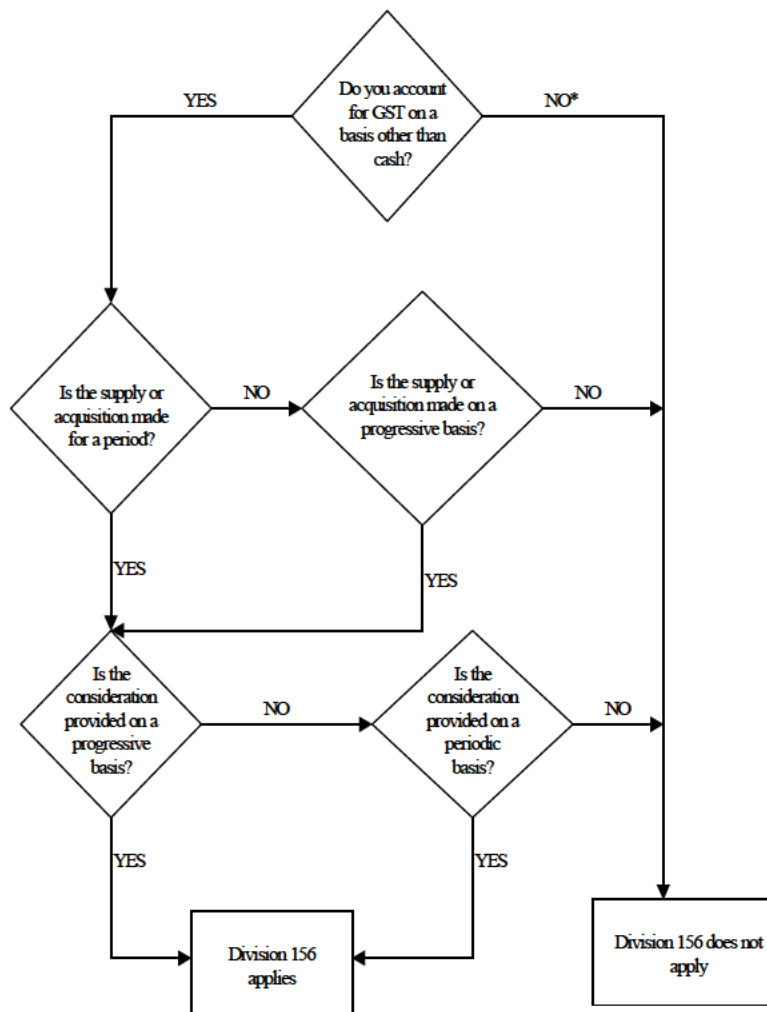 Do you account
for GST on a
basis other than
cash?
YES
NO*
Is the supply or
acquisition made
for a period?
NO
Is the supply or
acquisition made on a
progressive basis?
NO
YES
YES
Is the
consideration
provided on a
progressive
basis?
NO
Is the
consideration
provided on a
periodic
basis?
NO
YES
YES
Division 156
applies
Division 156 does not
apply